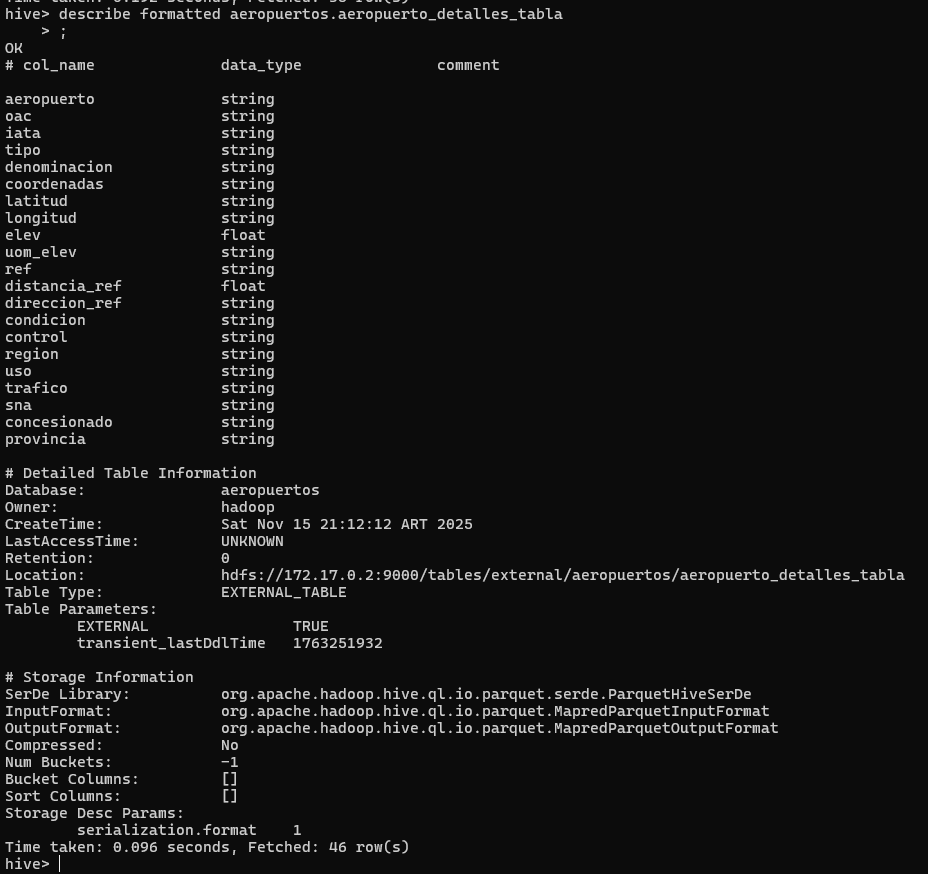 Time taken: 0.192 seconds, Fetched: 38 row(s)
hive> describe formatted aeropuertos.aeropuerto_detalles_tabla
    > ;
OK
# col_name              data_type               comment
aeropuerto              string
oac                     string
iata                    string
tipo                    string
denominacion            string
coordenadas             string
latitud                 string
longitud                string
elev                    float
uom_elev                string
ref                     string
distancia_ref           float
direccion_ref           string
condicion               string
control                 string
region                  string
uso                     string
trafico                 string
sna                     string
concesionado            string
provincia               string
# Detailed Table Information
Database:               aeropuertos
Owner:                  hadoop
CreateTime:             Sat Nov 15 21:12:12 ART 2025
LastAccessTime:         UNKNOWN
Retention:              0
Location:               hdfs://172.17.0.2:9000/tables/external/aeropuertos/aeropuerto_detalles_tabla
Table Type:             EXTERNAL_TABLE
Table Parameters:
        EXTERNAL                TRUE
        transient_lastDdlTime   1763251932
# Storage Information
SerDe Library:          org.apache.hadoop.hive.ql.io.parquet.serde.ParquetHiveSerDe
InputFormat:            org.apache.hadoop.hive.ql.io.parquet.MapredParquetInputFormat
OutputFormat:           org.apache.hadoop.hive.ql.io.parquet.MapredParquetOutputFormat
Compressed:             No
Num Buckets:            -1
Bucket Columns:         []
Sort Columns:           []
Storage Desc Params:
        serialization.format    1
Time taken: 0.096 seconds, Fetched: 46 row(s)
hive>